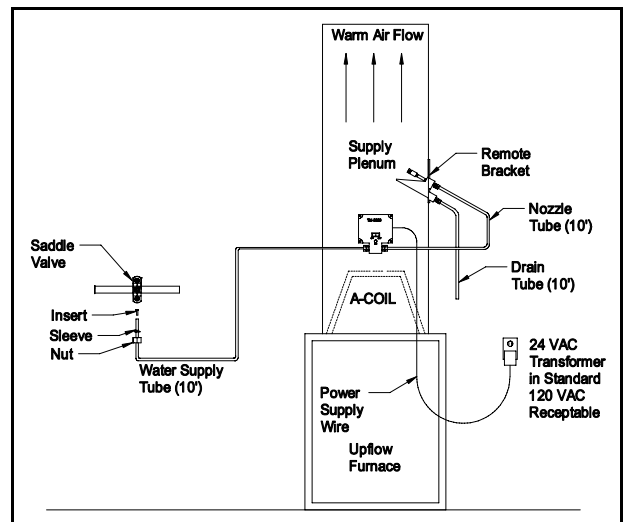 Warm Air Flow
Supply
Plenum
Remote
Bracket
Nozzle
Tube (10')
Saddle
Valve
Drain
Tube (10')
A-COIL
Insert
Sleeve
Nut
Water Supply
Tube (10')
24 VAC
Transformer
in Standard
120 VAC
Receptable
Power
Supply
Wire
Upflow
Furnace